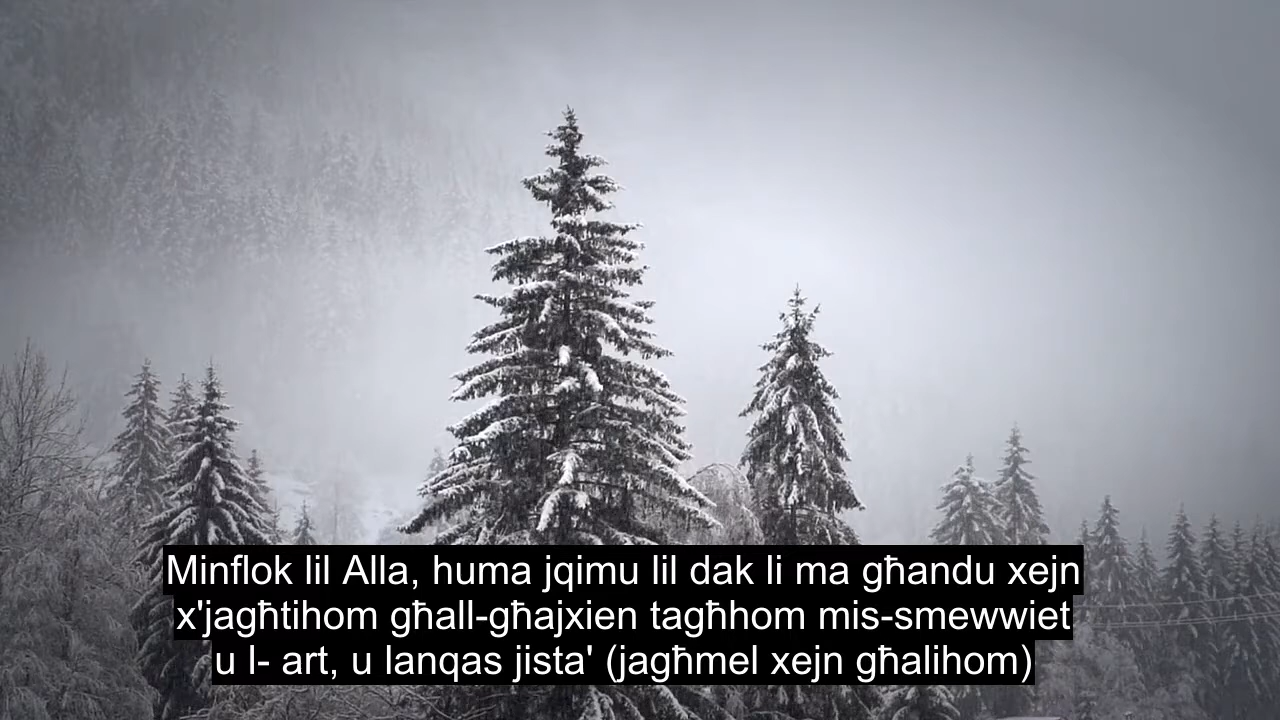 Minflok lil Alla, huma jqimu lil dak li ma għandu xejn
x'jagħtihom għall-għajxien tagħhom mis-smewwiet
u l- art, u lanqas jista' (jagħmel xejn għalihom)